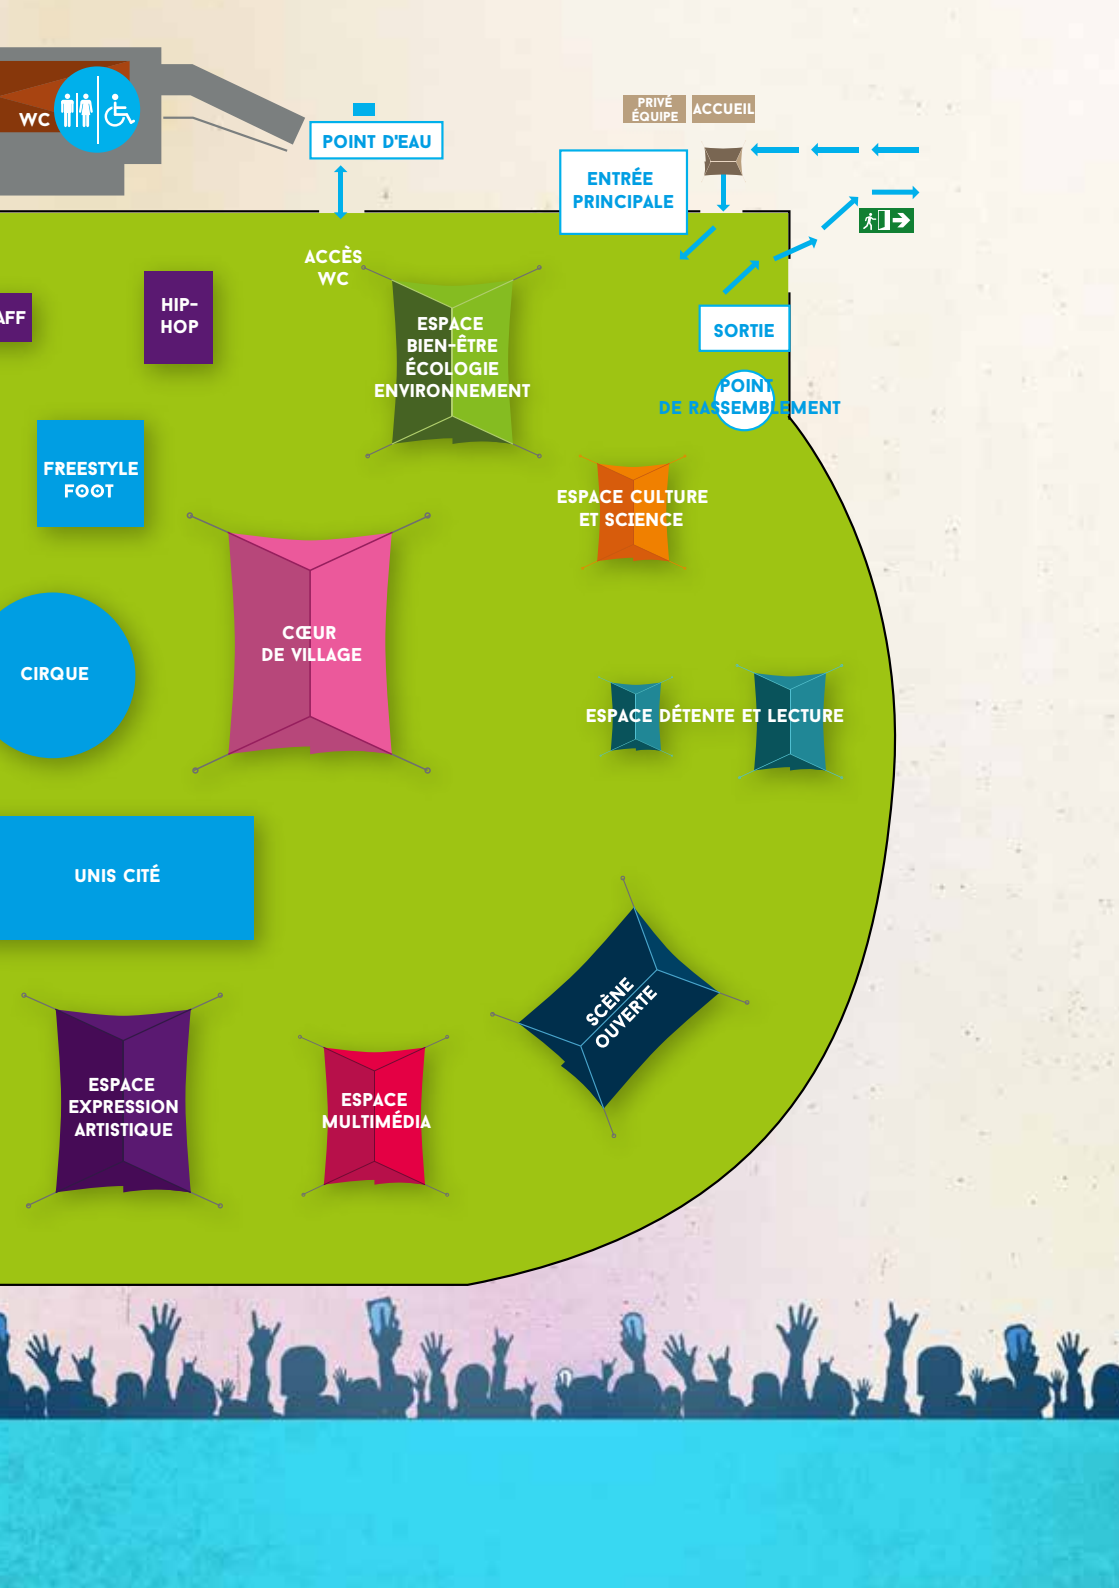 WC
POINT D'EAU
PRIVÉ
ÉQUIPE
ACCUEIL
ENTRÉE
PRINCIPALE
ACCÈS
WC
AFF
HIP-
HOP
ESPACE
BIEN-ÊTRE
ÉCOLOGIE
ENVIRONNEMENT
SORTIE
POINT
DE RASSEMBLEMENT
FREESTYLE
FOOT
ESPACE CULTURE
ET SCIENCE
CŒUR
DE VILLAGE
CIRQUE
ESPACE DÉTENTE ET LECTURE
UNIS CITÉ
SCÈNE
OUVERTE
ESPACE
EXPRESSION
ARTISTIQUE
ESPACE
MULTIMÉDIA